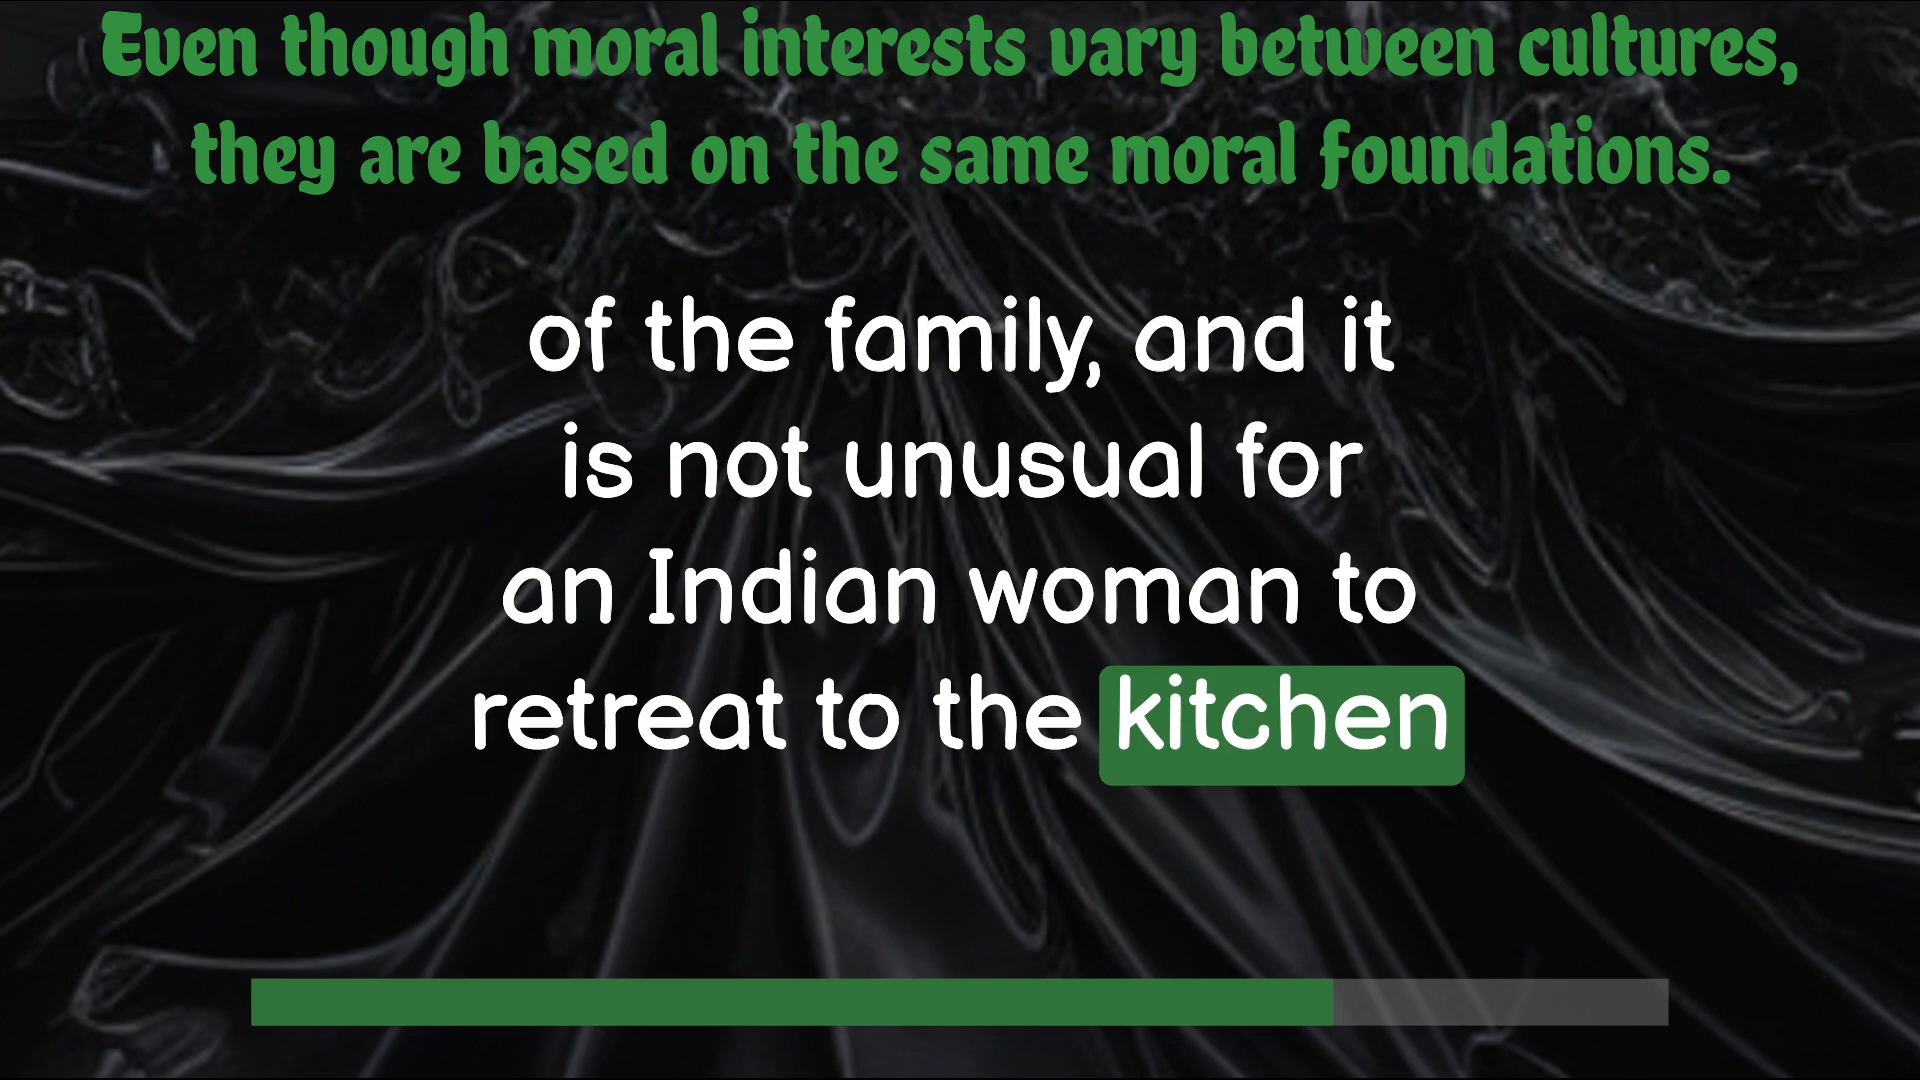 Even though moral interests vary between cultures,
they are based on the same moral foundations.
of the family, and it
is not unusual for
an Indian woman to
retreat to the kitchen